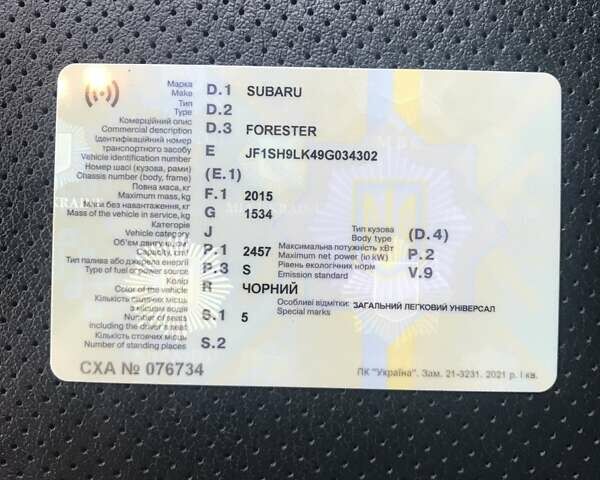 Марка
Make D.1 SUBARU
Тип
Type D.2
Комерційний опис
Commercial description D.3 FORESTER
Ідентифікаційний номер
транспортного засобу
Vehicle identification number E JF1SH9LK49G034302
Номер шасі (кузова, рами)
Chassis number (body, frame) (E.1)
Повна маса, кг
Maximum mass, kg F.1 2015
Маса без навантаження, кг
Mass of the vehicle in service, kg G 1534
Категорія
Vehicle category J
Тип кузова
Body type (D.4)
Об'єм двигуна,
Capacity, P.1 2457
Максимальна потужність кВт
Maximum net power (in kW) P.2
Тип палива або джерела енергії
Type of fuel or power source P.3 S
Рівень екологічних норм
Emission standard V.9
Колір
Color of the vehicle R ЧОРНИЙ
Кількість сидячих місць
з місцем водія
Number of seats
including the driver's seat S.1 5
Особливі відмітки: ЗАГАЛЬНИЙ ЛЕГКОВИЙ УНІВЕРСАЛ
Special marks
Кількість стоячих місць
Number of standing places S.2
СХА № 076734
ПК "Україна". Зам. 21-3231. 2021 р. І кв.